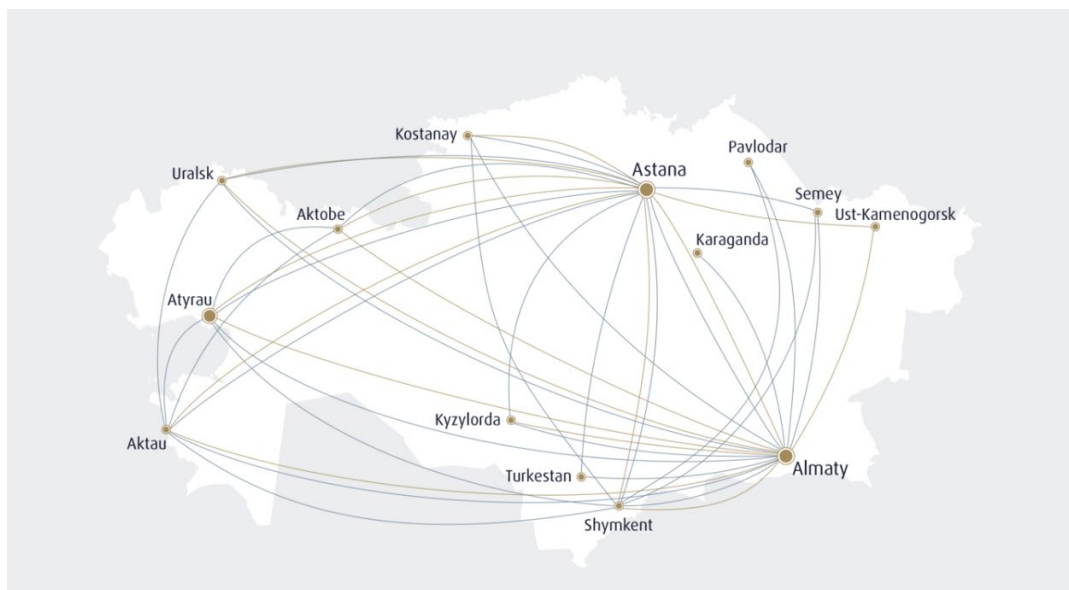 Kostanay
Pavlodar
Astana
Uralsk
Semey
Ust-Kamenogorsk
Aktobe
Karaganda
Atyrau
Kyzylorda
Aktau
Almaty
Turkestan
Shymkent